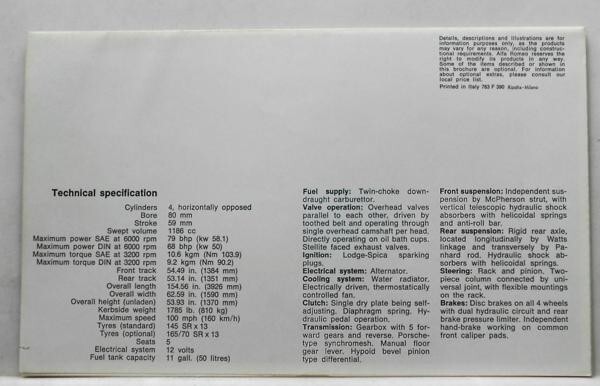 Details, descriptions and illustrations are for
information purposes only, as the products
may vary for any reason, including construc-
tional requirements. Alfa Romeo reserves the
right to modify its products in any way.
Some of the items described or shown in
this brochure are optional. For information
about optional extras, please consult our
local price list.
Printed in Italy 783 F 390
Technical specification
Cylinders 4, horizontally opposed
Bore 80 mm
Stroke 59 mm
Swept volume 1186 cc
Maximum power SAE at 6000 rpm 79 bhp (kw 58.1)
Maximum power DIN at 6000 rpm 68 bhp (kw 50)
Maximum torque SAE at 3200 rpm 10.6 kgm (Nm 103.9)
Maximum torque DIN at 3200 rpm 9.2 kgm (Nm 90.2)
Front track 54.49 in. (1384 mm)
Rear track 53.14 in. (1351 mm)
Overall length 154.56 in. (3926 mm)
Overall width 62.59 in. (1590 mm)
Overall height (unladen) 53.93 in. (1370 mm)
Kerbside weight 1785 lb. (810 kg)
Maximum speed 100 mph (160 km/h)
Tyres (standard) 145 SR x 13
Tyres (optional) 165/70 SR x 13
Seats 5
Electrical system 12 volts
Fuel tank capacity 11 gall. (50 litres)
Fuel supply: Twin-choke down-
draught carburettor.
Valve operation: Overhead valves
parallel to each other, driven by
toothed belt and operating through
single overhead camshaft per head.
Directly operating on oil bath cups.
Stellite faced exhaust valves.
Ignition: Lodge-Spica sparking
plugs.
Electrical system: Alternator.
Cooling system: Water radiator.
Electrically driven, thermostatically
controlled fan.
Clutch: Single dry plate being self-
adjusting. Diaphragm spring. Hy-
draulic pedal operation.
Transmission: Gearbox with 5 for-
ward gears and reverse. Porsche-
type synchromesh. Manual floor
gear lever. Hypoid bevel pinion
type differential.
Front suspension: Independent sus-
pension by McPherson strut, with
vertical telescopic hydraulic shock
absorbers with helicoidal springs
and anti-roll bar.
Rear suspension: Rigid rear axle,
located longitudinally by Watts
linkage and transversely by Pa-
nhard rod. Hydraulic shock ab-
sorbers with helicoidal springs.
Steering: Rack and pinion. Two-
piece column connected by uni-
versal joint, with flexible mountings
on the rack.
Brakes: Disc brakes on all 4 wheels
with dual hydraulic circuit and rear
brake pressure limiter. Independent
hand-brake working on common
front caliper pads.